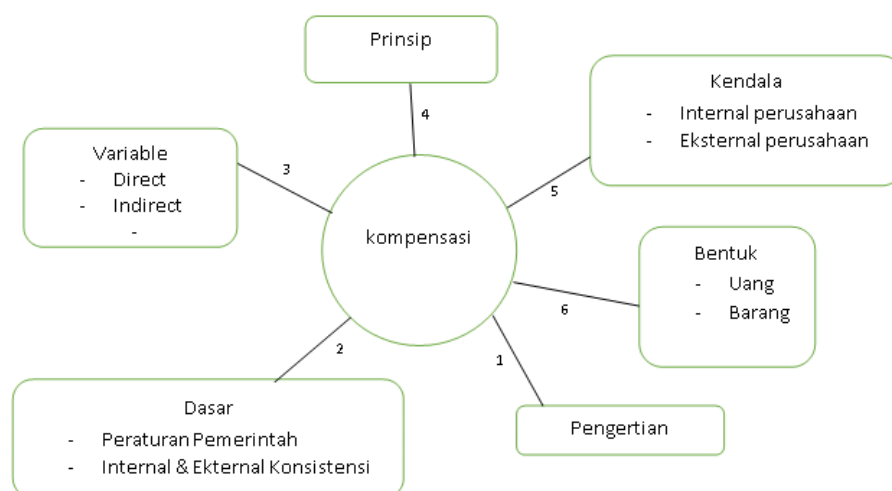 Prinsip
4
Kendala
- Internal perusahaan
- Eksternal perusahaan
5
Variable
- Direct
- Indirect
-
3
kompensasi
Bentuk
- Uang
- Barang
6
2
1
Dasar
- Peraturan Pemerintah
- Internal & Ekternal Konsistensi
Pengertian